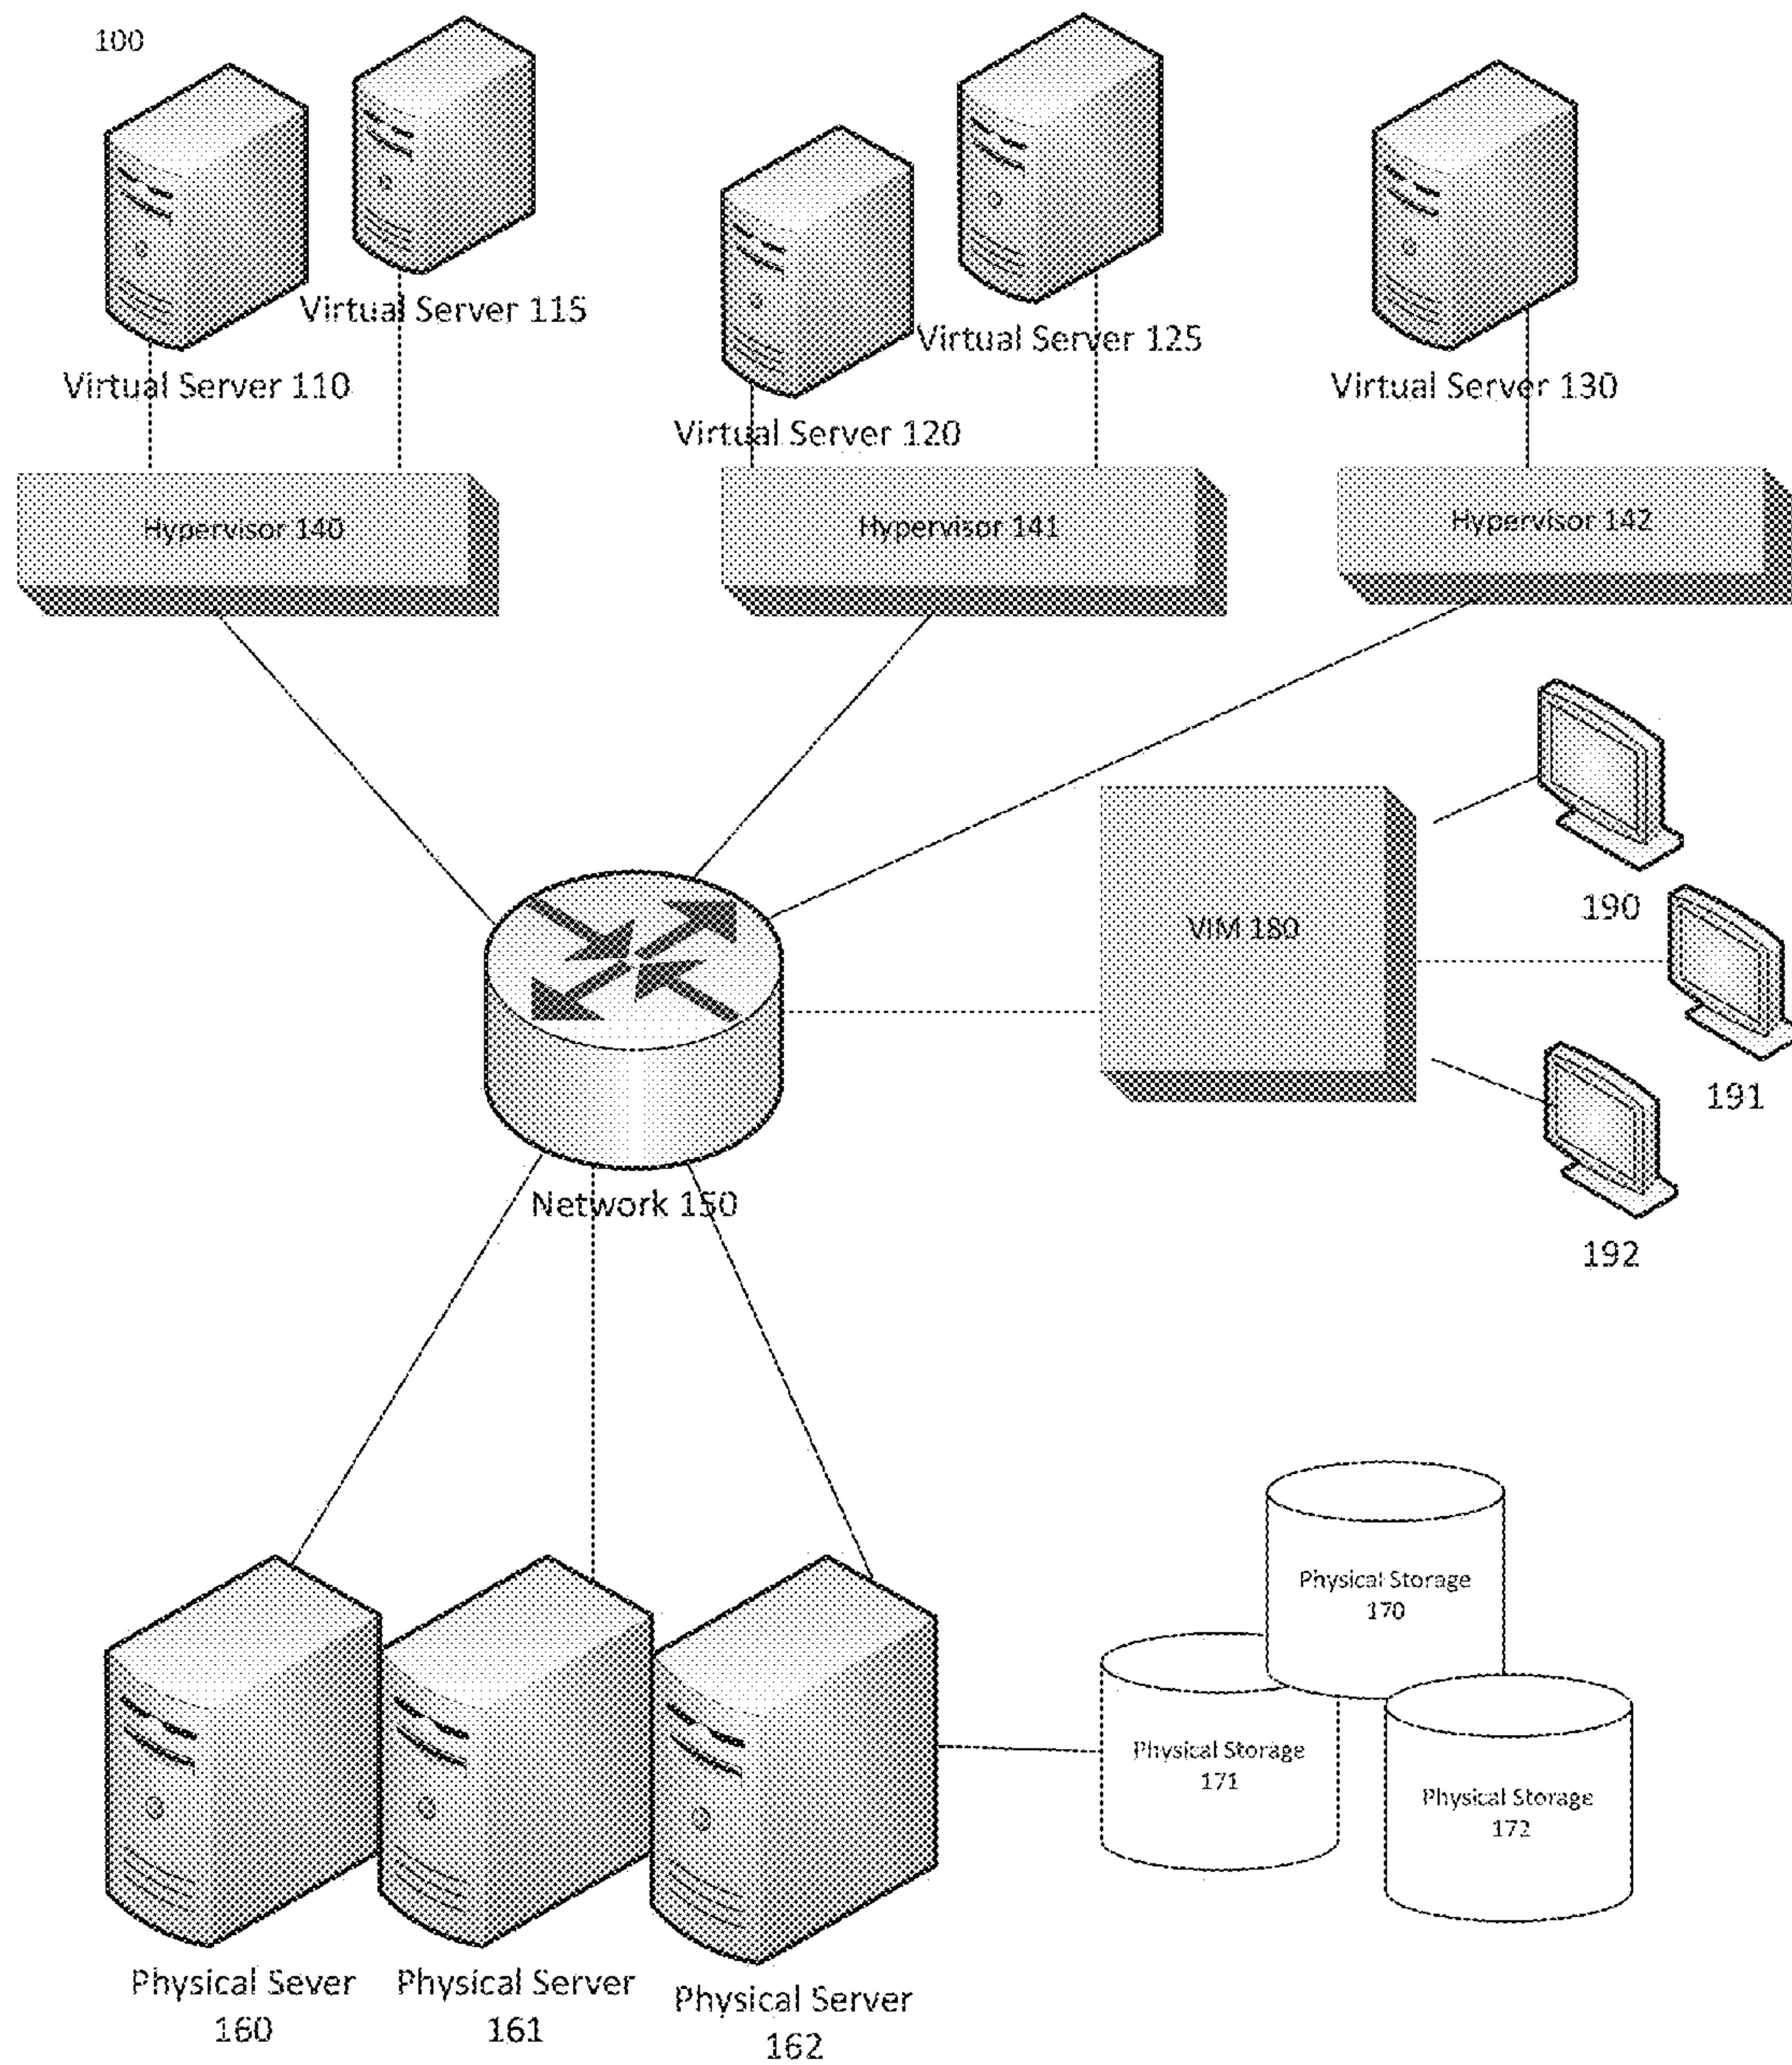 100
Virtual Server 115
Virtual Server 110
Virtual Server 125
Virtual Server 120
Virtual Server 130
Hypervisor 140
Hypervisor 141
Hypervisor 142
190
VIM 180
191
Network 150
192
Physical Storage
170
Physical Storage
171
Physical Storage
172
Physical Sever
160
Physical Server
161
Physical Server
162